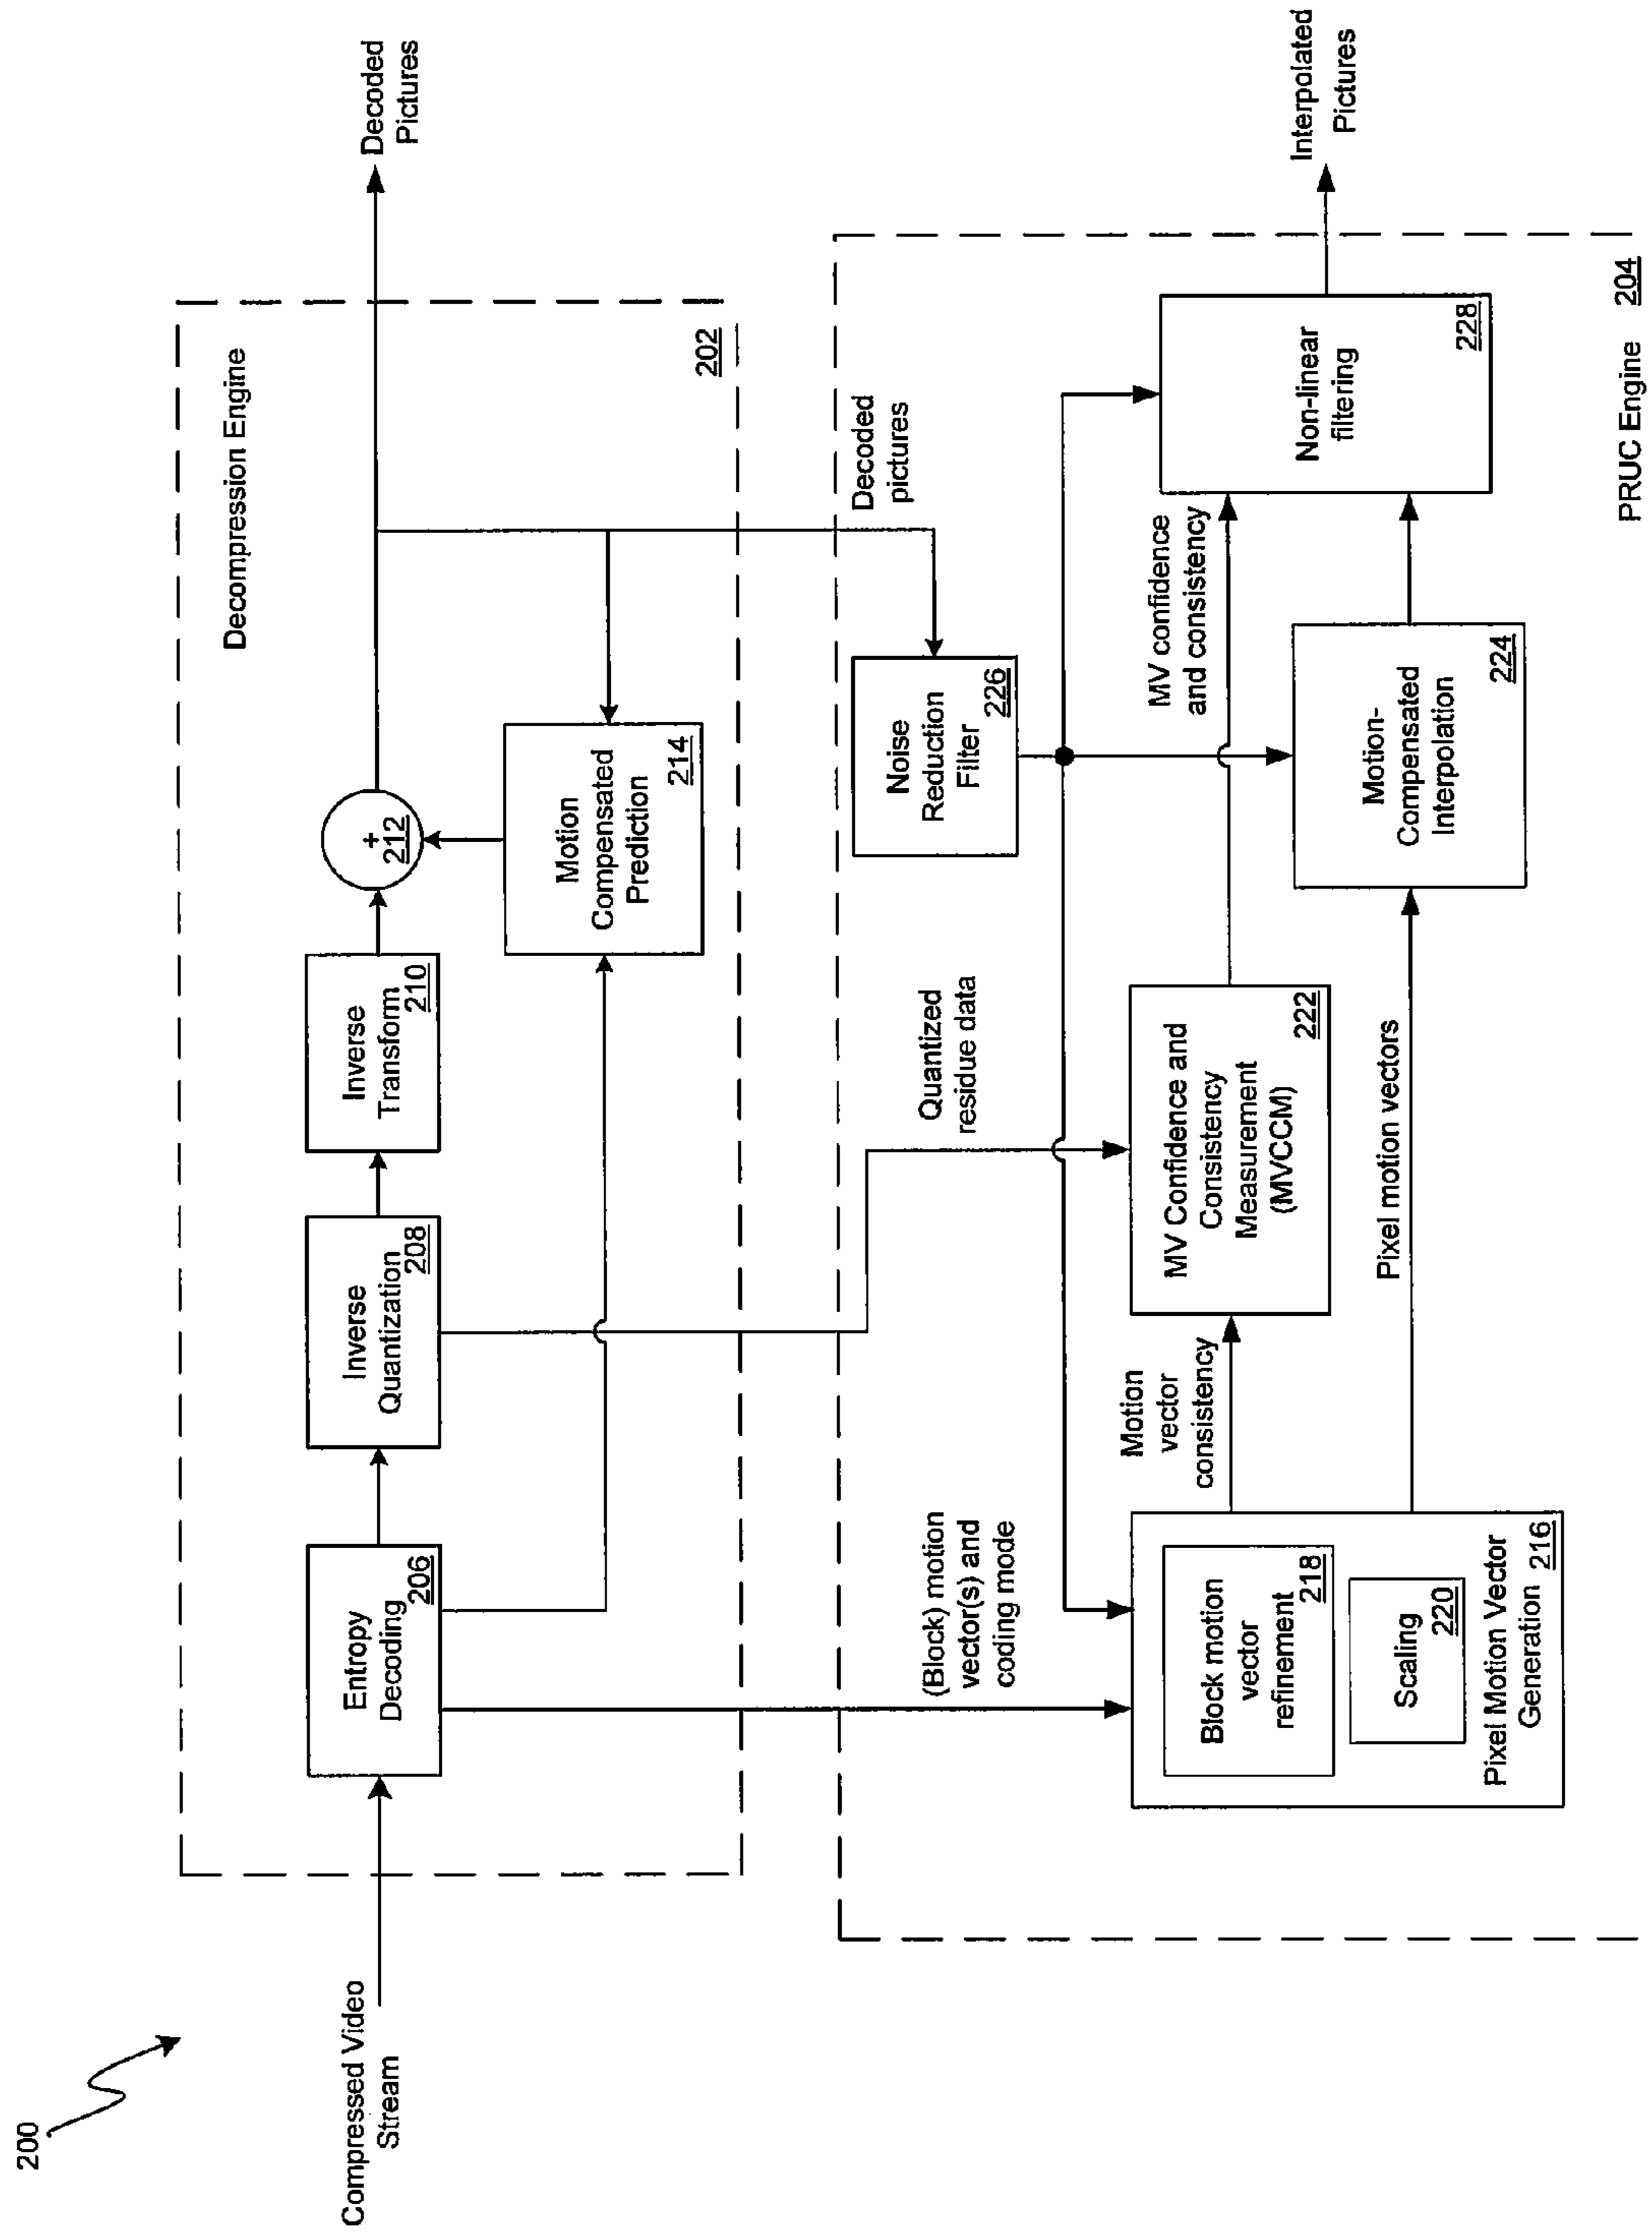 200
Compressed Video
Stream
Decompression Engine
202
Entropy
Decoding
206
Inverse
Quantization
208
Inverse
Transform
210
+
212
Motion
Compensated
Prediction
214
Decoded
Pictures
(Block) motion
vector(s) and
coding mode
Quantized
residue data
Decoded
pictures
Noise
Reduction
Filter
226
Block motion
vector
refinement
218
Scaling
220
Pixel Motion Vector
Generation 216
Motion
vector
consistency
MV Confidence and
Consistency
Measurement
(MVCCM)
222
MV confidence
and consistency
Pixel motion vectors
Motion-
Compensated
Interpolation
224
Non-linear
filtering
228
Interpolated
Pictures
PRUC Engine 204